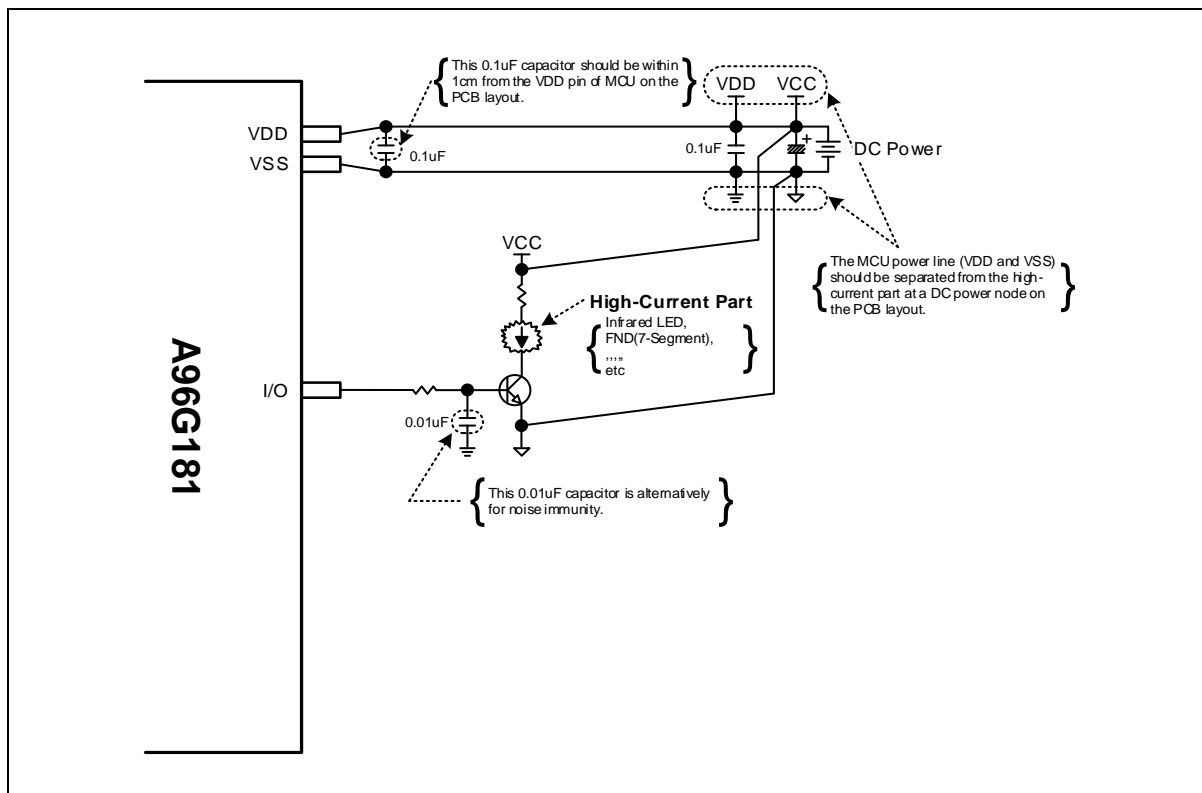 This 0.1uF capacitor should be within
1cm from the VDD pin of MCU on the
PCB layout.
VDD VCC
VDD
VSS
0.1uF
0.1uF
+
DC Power
VCC
The MCU power line (VDD and VSS)
should be separated from the high-
current part at a DC power node on
the PCB layout.
High-Current Part
Infrared LED,
FND(7-Segment),
,,,,,
etc
A96G181
I/O
0.01uF
This 0.01uF capacitor is alternatively
for noise immunity.